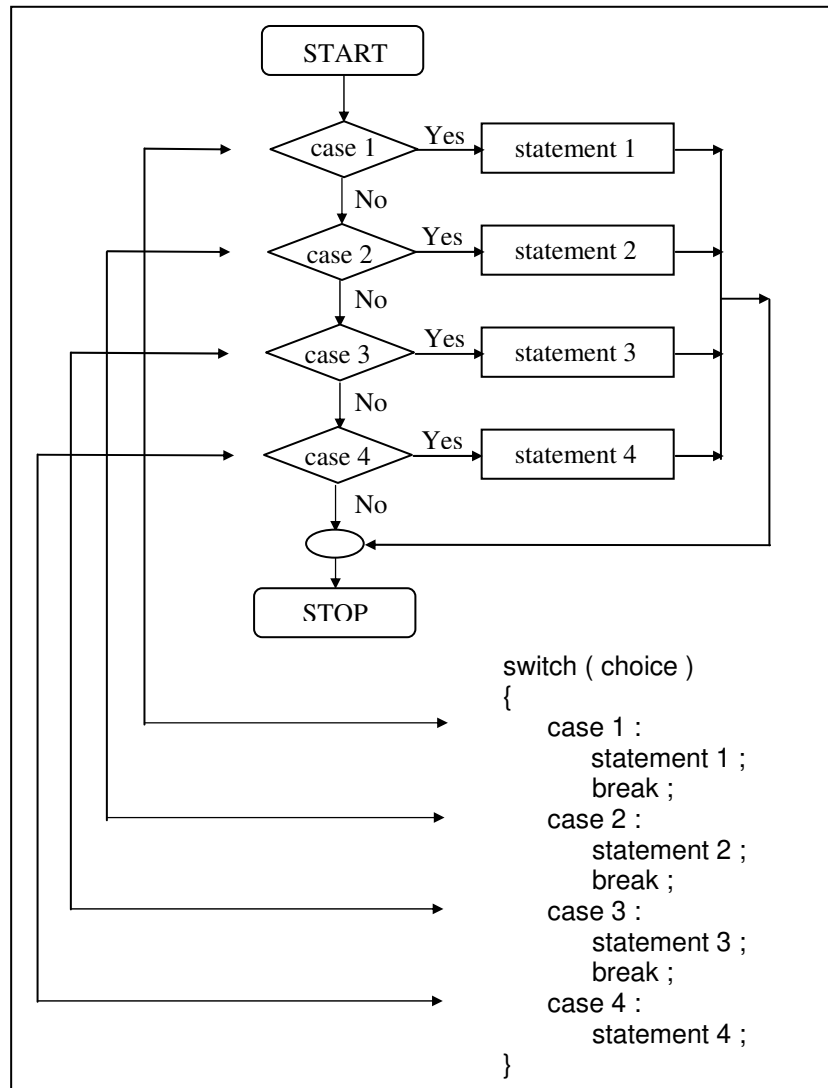 START
case 1 Yes statement 1
No
case 2 Yes statement 2
No
case 3 Yes statement 3
No
case 4 Yes statement 4
No
STOP
switch ( choice )
{
case 1 :
statement 1 ;
break ;
case 2 :
statement 2 ;
break ;
case 3 :
statement 3 ;
break ;
case 4 :
statement 4 ;
}